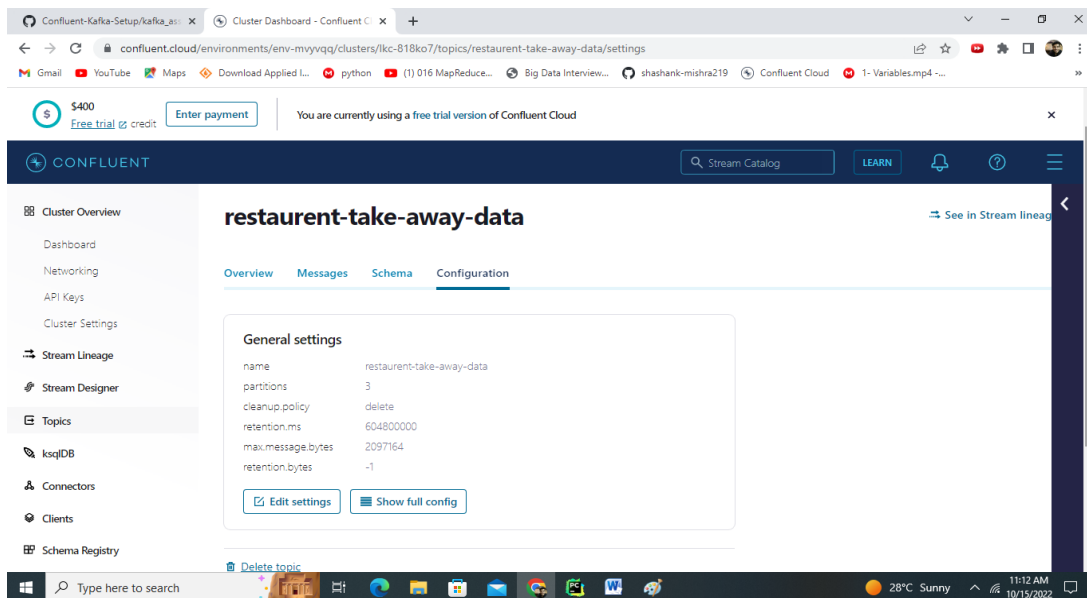 Confluent-Kafka-Setup/kafka_as
Cluster Dashboard - Confluent C
confluent.cloud/environments/env-mvyvqq/clusters/lkc-818ko7/topics/restaurent-take-away-data/settings
Gmail YouTube Maps Download Applied I... python (1) 016 MapReduce... Big Data Interview... shashank-mishra219 Confluent Cloud 1- Variables.mp4 -... »
$400
Free trial credit
Enter payment
You are currently using a free trial version of Confluent Cloud
CONFLUENT
Stream Catalog
LEARN
Cluster Overview
Dashboard
Networking
API Keys
Cluster Settings
Stream Lineage
Stream Designer
Topics
ksqlDB
Connectors
Clients
Schema Registry
restaurent-take-away-data
See in Stream lineag
Overview Messages Schema Configuration
General settings
name restaurent-take-away-data
partitions 3
cleanup.policy delete
retention.ms 604800000
max.message.bytes 2097164
retention.bytes -1
Edit settings Show full config
Delete topic
Type here to search
28°C Sunny
11:12 AM
10/15/2022